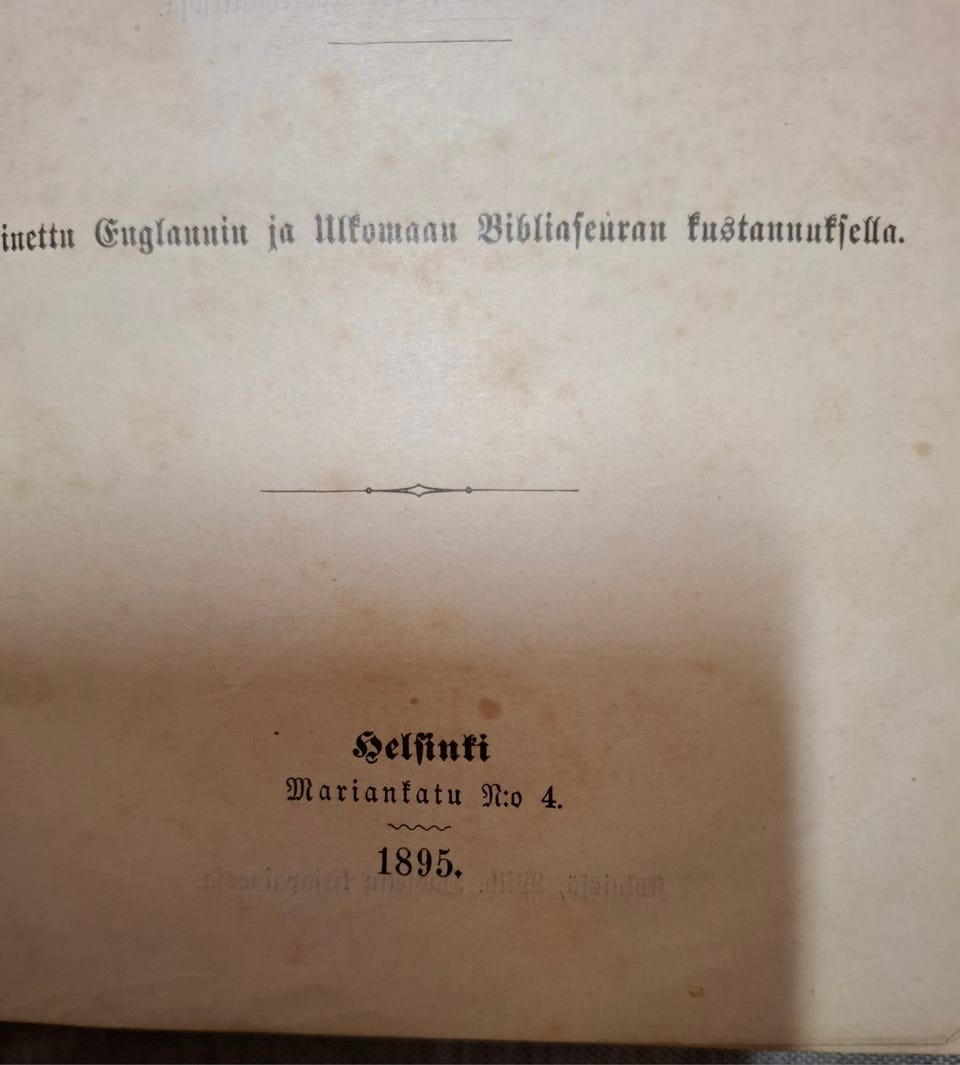 inettu Englannin ja Ulkomaan Bibliaseuran kustannuksella.
Helsinki
Mariankatu N:o 4.
1895.